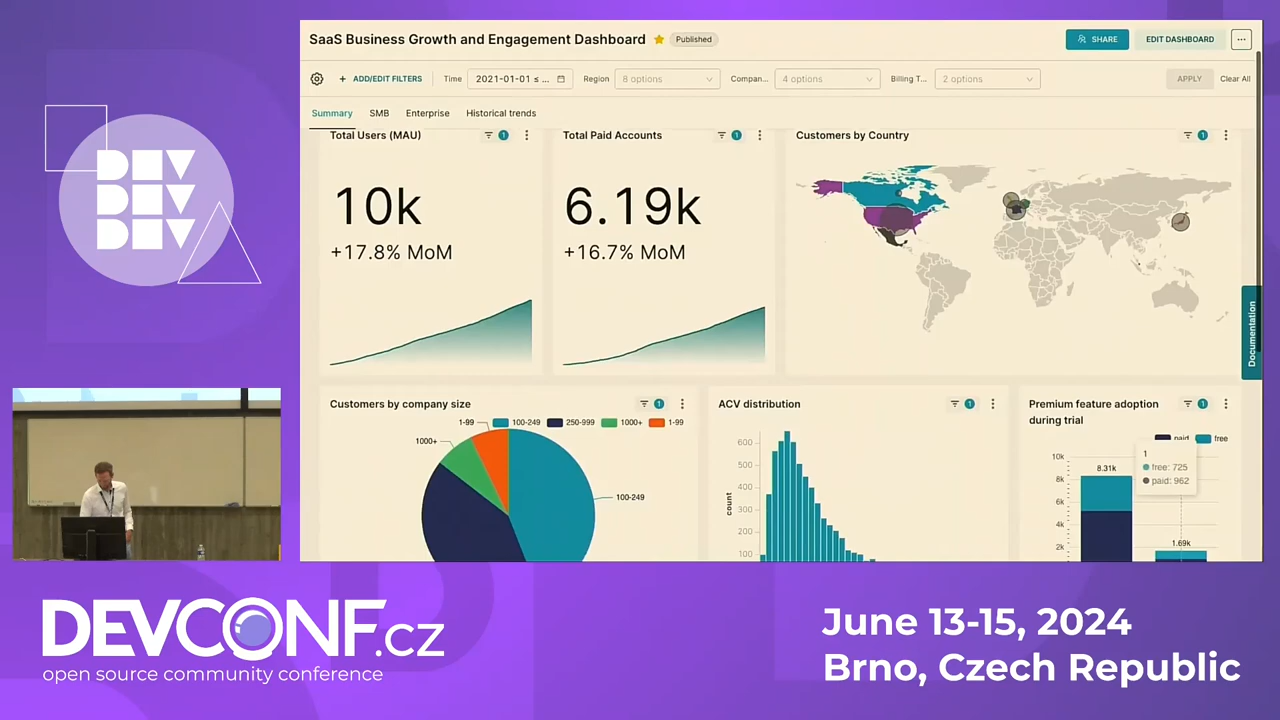 DEV
DEV
DEV
SaaS Business Growth and Engagement Dashboard
Published
SHARE
EDIT DASHBOARD
...
+ ADD/EDIT FILTERS
Time
2021-01-01 ≤ ...
Region
8 options
Compan...
4 options
Billing T...
2 options
APPLY
Clear All
Summary
SMB
Enterprise
Historical trends
Total Users (MAU)
1
10k
+17.8% MoM
Total Paid Accounts
1
6.19k
+16.7% MoM
Customers by Country
1
Documentation
Customers by company size
1
1-99
100-249
250-999
1000+
1-99
1000+
100-249
ACV distribution
1
count
600
500
400
300
200
100
Premium feature adoption
during trial
1
paid
free
10k
8k
6k
4k
2k
8.31k
1.69k
1
free: 725
paid: 962
DEVCONF.cz
open source community conference
June 13-15, 2024
Brno, Czech Republic